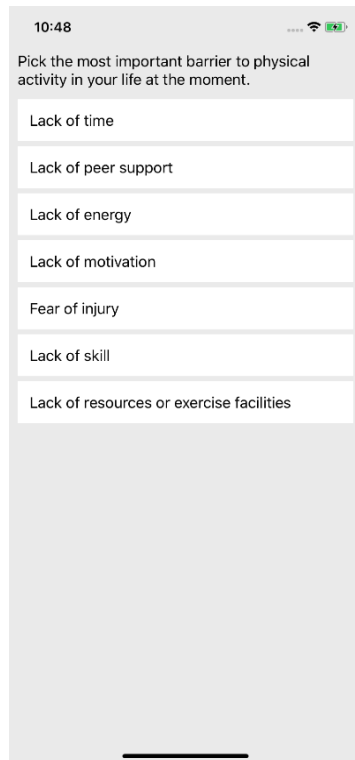 10:48
Pick the most important barrier to physical
activity in your life at the moment.
Lack of time
Lack of peer support
Lack of energy
Lack of motivation
Fear of injury
Lack of skill
Lack of resources or exercise facilities